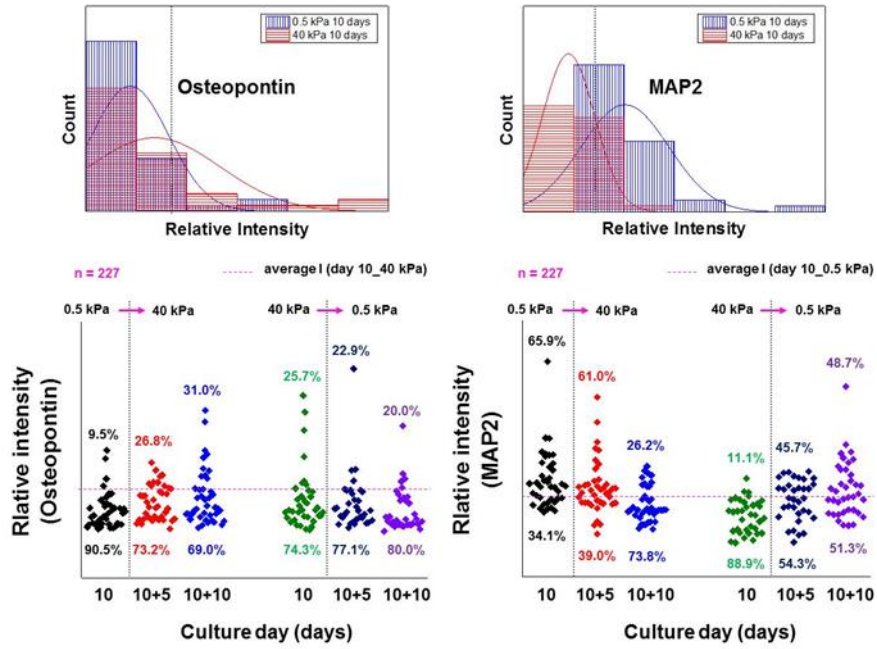 0.5 kPa 10 days
40 kPa 10 days
Osteopontin
Count
Relative Intensity
0.5 kPa 10 days
40 kPa 10 days
MAP2
Count
Relative Intensity
n = 227
average I (day 10_40 kPa)
0.5 kPa 40 kPa
40 kPa 0.5 kPa
22.9%
31.0%
25.7%
20.0%
9.5%
26.8%
90.5% 73.2% 69.0% 74.3% 77.1% 80.0%
Rlative intensity
(Osteopontin)
10 10+5 10+10 10 10+5 10+10
Culture day (days)
n = 227
average I (day 10_0.5 kPa)
0.5 kPa 40 kPa
40 kPa 0.5 kPa
65.9%
61.0%
48.7%
26.2%
11.1%
45.7%
34.1%
39.0%
73.8%
88.9%
54.3%
51.3%
Rlative intensity
(MAP2)
10 10+5 10+10 10 10+5 10+10
Culture day (days)